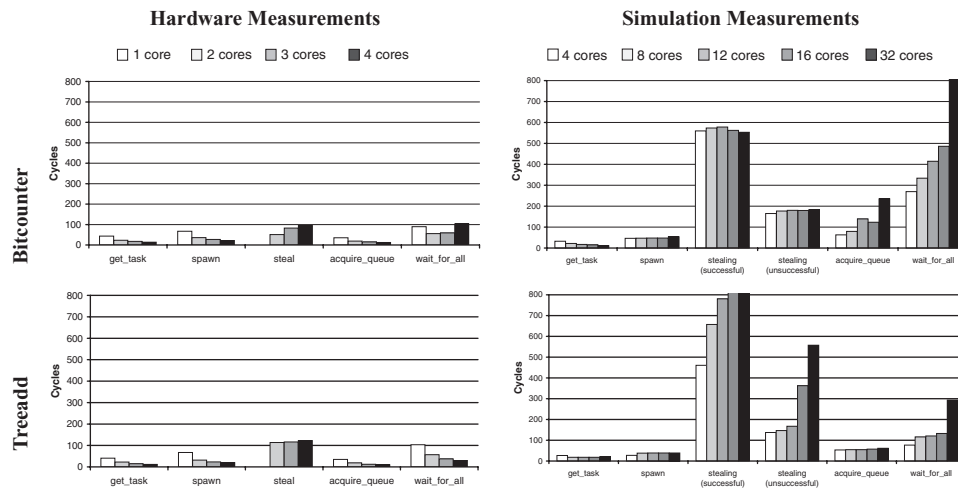 Hardware Measurements
Simulation Measurements
1 core 2 cores 3 cores 4 cores
4 cores 8 cores 12 cores 16 cores 32 cores
Bitcounter
Cycles
800
700
600
500
400
300
200
100
0
get_task spawn steal acquire_queue wait_for_all
Cycles
800
700
600
500
400
300
200
100
0
get_task spawn stealing stealing acquire_queue wait_for_all
(successful) (unsuccessful)
Treeadd
Cycles
800
700
600
500
400
300
200
100
0
get_task spawn steal acquire_queue wait_for_all
Cycles
800
700
600
500
400
300
200
100
0
get_task spawn stealing stealing acquire_queue wait_for_all
(successful) (unsuccessful)